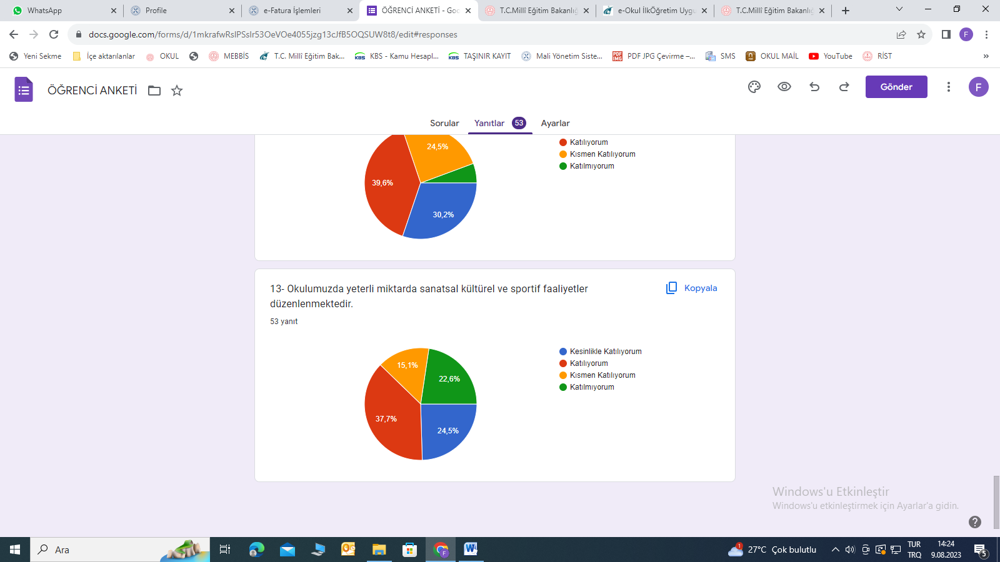 WhatsApp
Profile
e-Fatura İşlemleri
ÖĞRENCİ ANKETİ - Goo
T.C.Millî Eğitim Bakanlığ
e-Okul İlkÖğretim Uygu
T.C.Millî Eğitim Bakanlığ
docs.google.com/forms/d/1mkrafwRslPSslr53OeVOe4055jzg13cJfB5OQSUW8t8/edit#responses
F
Yeni Sekme
İçe aktarılanlar
OKUL
MEBBİS
T.C. Millî Eğitim Bak...
KBS - Kamu Hesapl...
TAŞINIR KAYIT
Mali Yönetim Siste...
PDF JPG Çevirme –...
SMS
OKUL MAİL
YouTube
RİST
ÖĞRENCİ ANKETİ
Gönder
F
Sorular
Yanıtlar 53
Ayarlar
24,5%
39,6%
30,2%
Katılıyorum
Kısmen Katılıyorum
Katılmıyorum
13- Okulumuzda yeterli miktarda sanatsal kültürel ve sportif faaliyetler
düzenlenmektedir.
Kopyala
53 yanıt
15,1%
22,6%
37,7%
24,5%
Kesinlikle Katılıyorum
Katılıyorum
Kısmen Katılıyorum
Katılmıyorum
Windows'u Etkinleştir
Windows'u etkinleştirmek için Ayarlar'a gidin.
Ara
1
27°C Çok bulutlu
TUR
TRQ
14:24
9.08.2023
5